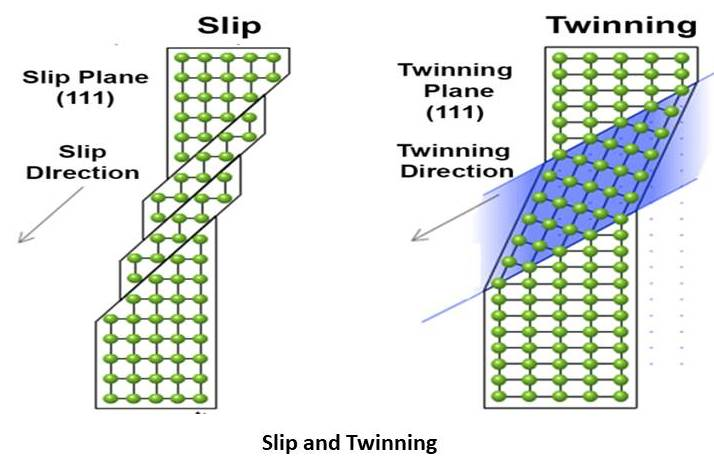 Slip
Slip Plane
(111)
Slip
DIrection
Twinning
Twinning
Plane
(111)
Twinning
Direction
Slip and Twinning